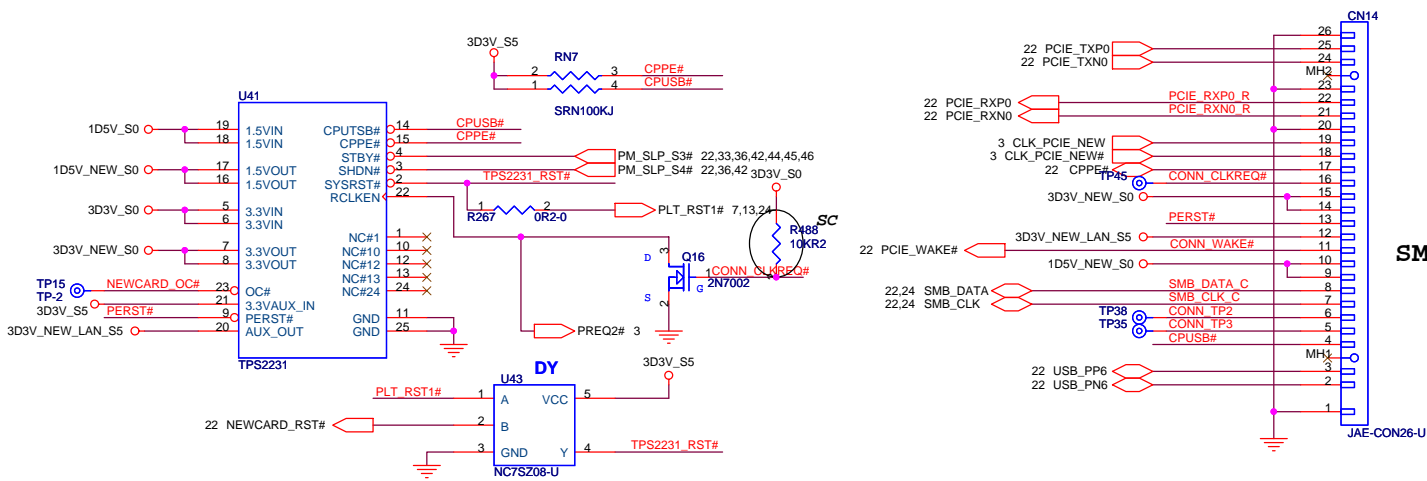 3D3V_S5
RN7
2 3 CPPE#
1 4 CPUSB#
SRN100KJ
U41
1D5V_S0 19 1.5VIN
18 1.5VIN
1D5V_NEW_S0 17 1.5VOUT
16 1.5VOUT
3D3V_S0 5 3.3VIN
6 3.3VIN
3D3V_NEW_S0 7 3.3VOUT
8 3.3VOUT
TP15 NEWCARD_OC# 23 OC#
TP-2
3D3V_S5 21 3.3VAUX_IN
PERST# 9 PERST#
3D3V_NEW_LAN_S5 20 AUX_OUT
CPUTSB# 14 CPUSB#
CPPE# 15 CPPE#
STBY# 4 PM_SLP_S3# 22,33,36,42,44,45,46
SHDN# 3 PM_SLP_S4# 22,36,42
SYSRST# 2 TPS2231_RST#
RCLKEN 22
NC#1 1
NC#10 10
NC#12 12
NC#13 13
NC#24 24
GND 11
GND 25
TPS2231
R267 1 2 0R2-0
PLT_RST1# 7,13,24
3D3V_S0
SC
R488
10KR2
D 3 Q16
1 CONN_CLKREQ#
G
2N7002
S 2
PREQ2# 3
DY
3D3V_S5
U43
PLT_RST1# 1 A VCC 5
22 NEWCARD_RST# 2 B
3 GND Y 4 TPS2231_RST#
NC7SZ08-U
CN14
26
22 PCIE_TXP0 25
22 PCIE_TXN0 24
MH2
23
22 PCIE_RXP0 PCIE_RXP0_R 22
22 PCIE_RXN0 PCIE_RXN0_R 21
20
3 CLK_PCIE_NEW 19
3 CLK_PCIE_NEW# 18
22 CPPE# 17
TP45 CONN_CLKREQ# 16
3D3V_NEW_S0 15
14
PERST# 13
3D3V_NEW_LAN_S5 12
22 PCIE_WAKE# CONN_WAKE# 11
1D5V_NEW_S0 10
9
22,24 SMB_DATA SMB_DATA_C 8
22,24 SMB_CLK SMB_CLK_C 7
TP38 CONN_TP2 6
TP35 CONN_TP3 5
CPUSB# 4
MH1
22 USB_PP6 3
22 USB_PN6 2
1
JAE-CON26-U
SM